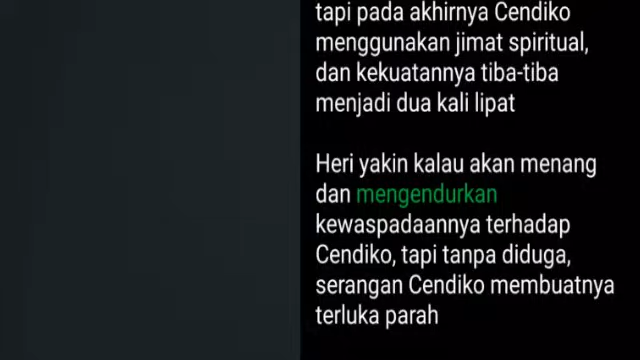 tapi pada akhirnya Cendiko
menggunakan jimat spiritual,
dan kekuatannya tiba-tiba
menjadi dua kali lipat
Heri yakin kalau akan menang
dan mengendurkan
kewaspadaannya terhadap
Cendiko, tapi tanpa diduga,
serangan Cendiko membuatnya
terluka parah